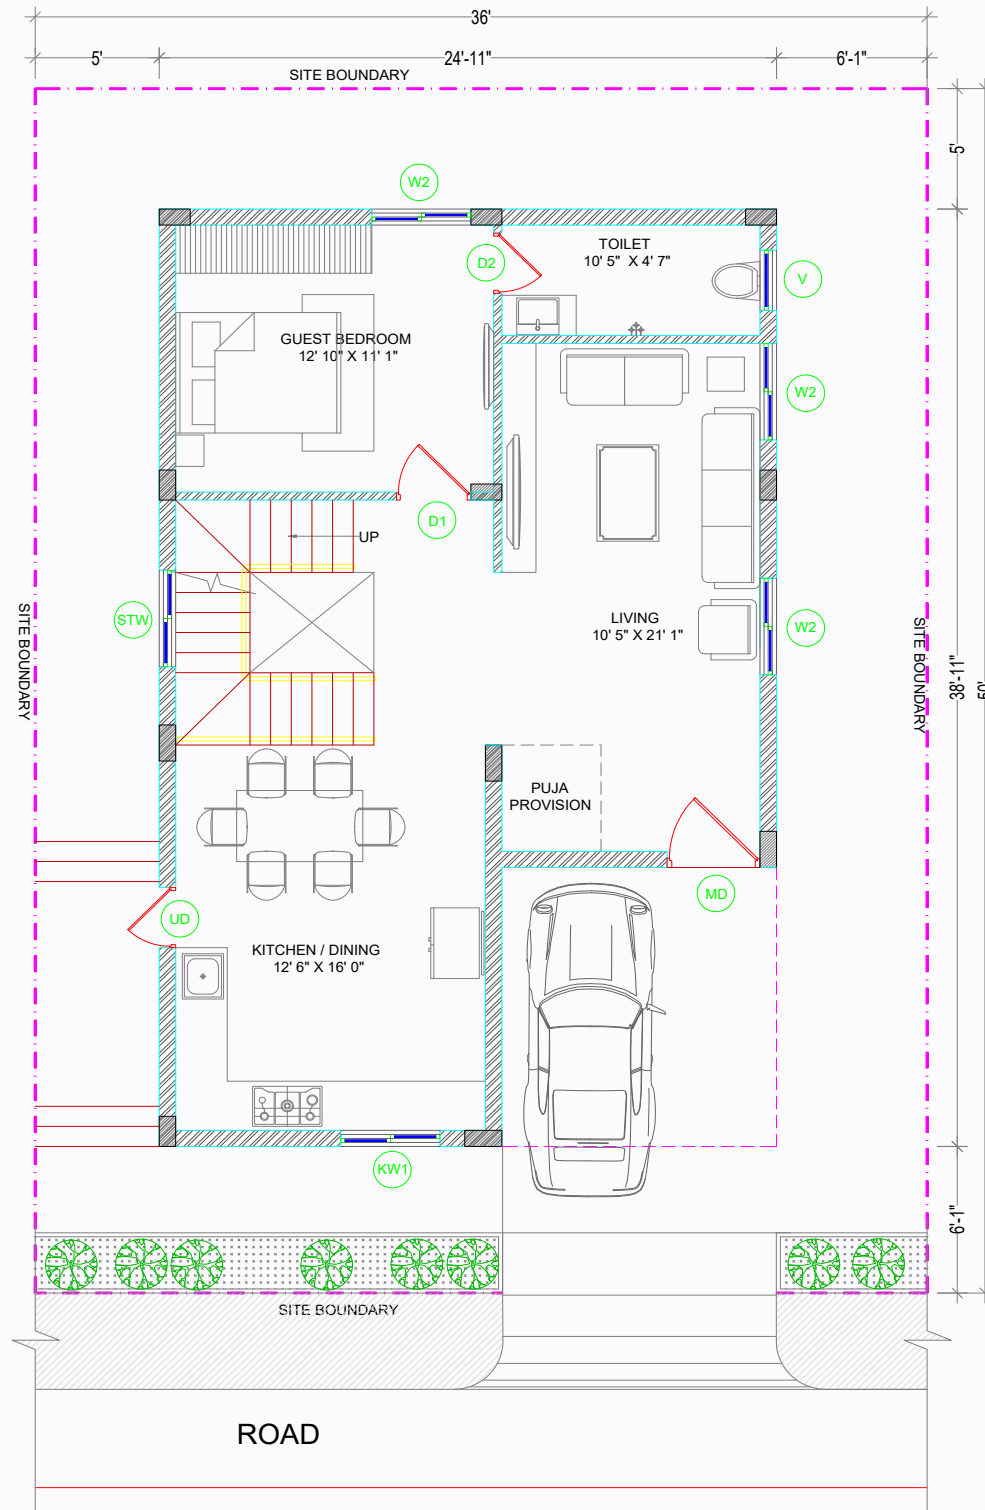 36'
5'
24'-11"
6'-1"
SITE BOUNDARY
5'
W2
TOILET
10' 5" X 4' 7"
D2
V
GUEST BEDROOM
12' 10" X 11' 1"
W2
D1
UP
STW
LIVING
10' 5" X 21' 1"
W2
SITE BOUNDARY
SITE BOUNDARY
38'-11"
50'
PUJA
PROVISION
MD
UD
KITCHEN / DINING
12' 6" X 16' 0"
KW1
6'-1"
SITE BOUNDARY
ROAD